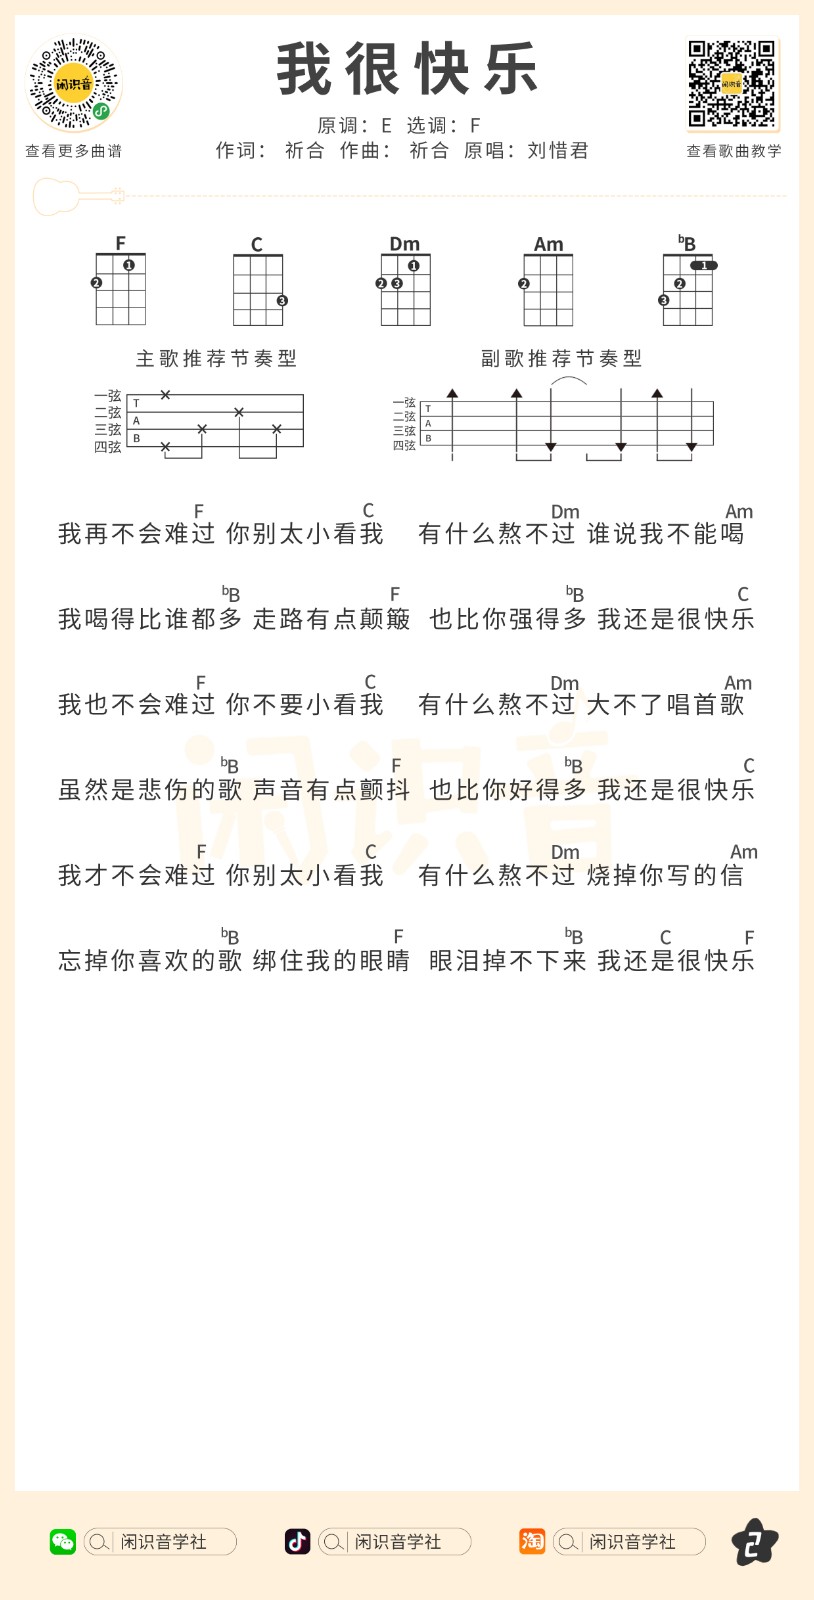 我很快乐
闲识音
闲识音
原调：E 选调：F
查看更多曲谱
作词： 祈合 作曲： 祈合 原唱：刘惜君
查看歌曲教学
F C Dm Am bB
1 2
3
1 2 3
2
1 2 3
主歌推荐节奏型 副歌推荐节奏型
一弦 T
二弦 A
三弦 B
四弦
一弦 T
二弦 A
三弦 B
四弦
F C Dm Am
我再不会难过 你别太小看我 有什么熬不过 谁说我不能喝
bB F bB C
我喝得比谁都多 走路有点颠簸 也比你强得多 我还是很快乐
F C Dm Am
我也不会难过 你不要小看我 有什么熬不过 大不了唱首歌
bB F bB C
虽然是悲伤的歌 声音有点颤抖 也比你好得多 我还是很快乐
闲识音
F C Dm Am
我才不会难过 你别太小看我 有什么熬不过 烧掉你写的信
bB F bB C F
忘掉你喜欢的歌 绑住我的眼睛 眼泪掉不下来 我还是很快乐
闲识音学社 闲识音学社 淘 闲识音学社 2